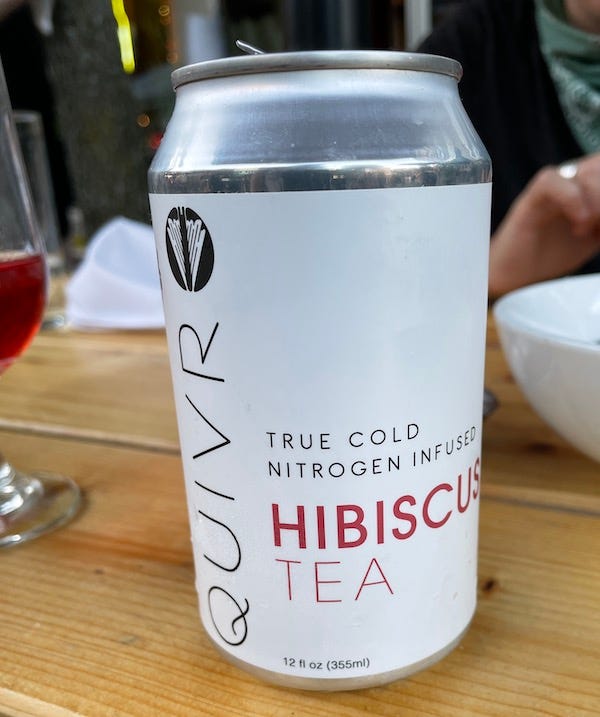 QUIVR
TRUE COLD
NITROGEN INFUSED
HIBISCUS
TEA
12 fl oz (355ml)